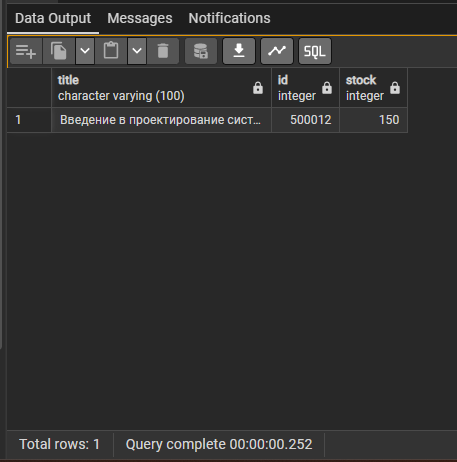 Data Output Messages Notifications
SQL
title id stock
character varying (100) integer integer
1 Введение в проектирование сист... 500012 150
Total rows: 1 Query complete 00:00:00.252